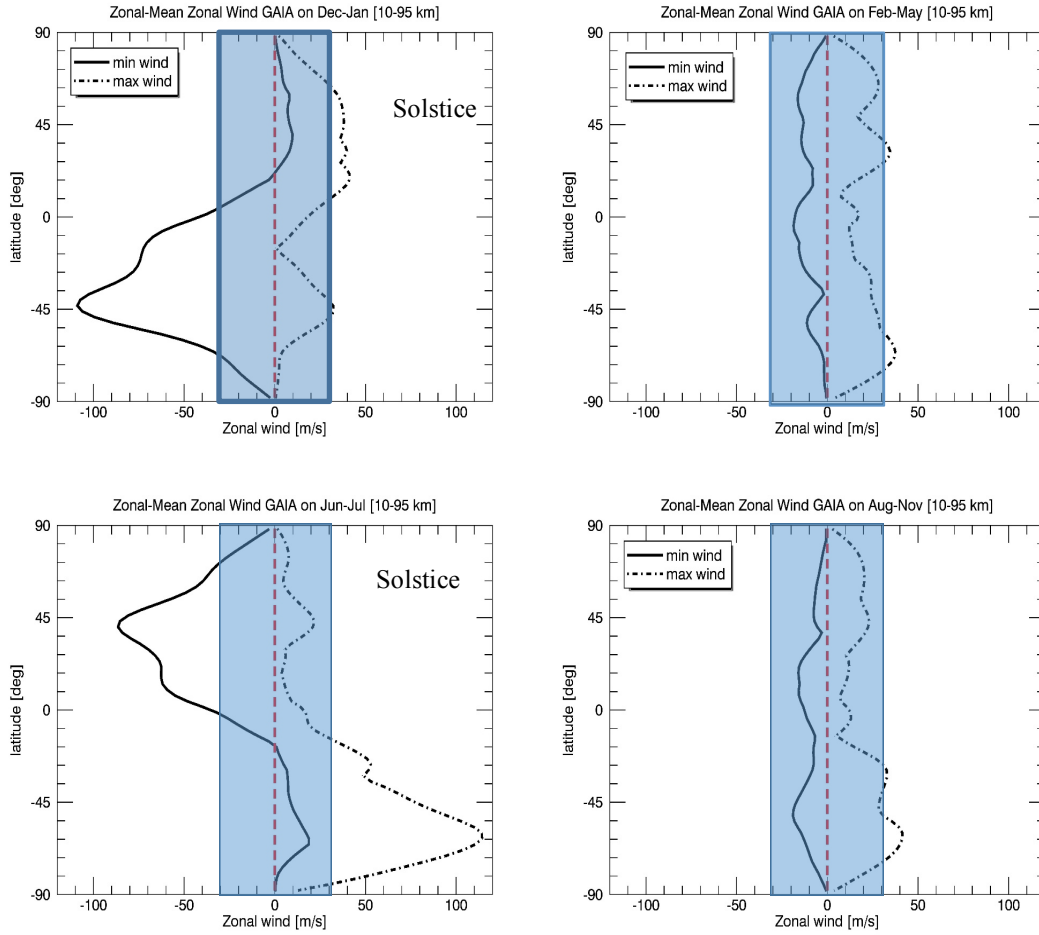 Zonal-Mean Zonal Wind GAIA on Dec-Jan [10-95 km]
min wind
max wind
Solstice
90
45
0
-45
-90
latitude [deg]
-100 -50 0 50 100
Zonal wind [m/s]
Zonal-Mean Zonal Wind GAIA on Feb-May [10-95 km]
min wind
max wind
90
45
0
-45
-90
latitude [deg]
-100 -50 0 50 100
Zonal wind [m/s]
Zonal-Mean Zonal Wind GAIA on Jun-Jul [10-95 km]
Solstice
90
45
0
-45
-90
latitude [deg]
-100 -50 0 50 100
Zonal wind [m/s]
Zonal-Mean Zonal Wind GAIA on Aug-Nov [10-95 km]
min wind
max wind
90
45
0
-45
-90
latitude [deg]
-100 -50 0 50 100
Zonal wind [m/s]